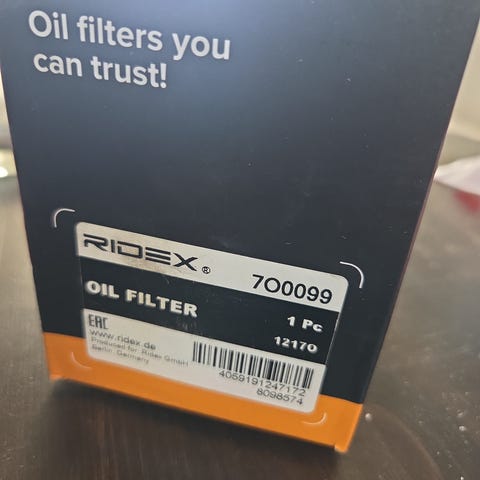 Oil filters you
can trust!
RIDEX®
7O0099
OIL FILTER
1 Pc
12170
EAC
www.ridex.de
Produced for Ridex GmbH
Berlin, Germany
4059191247172
8098574